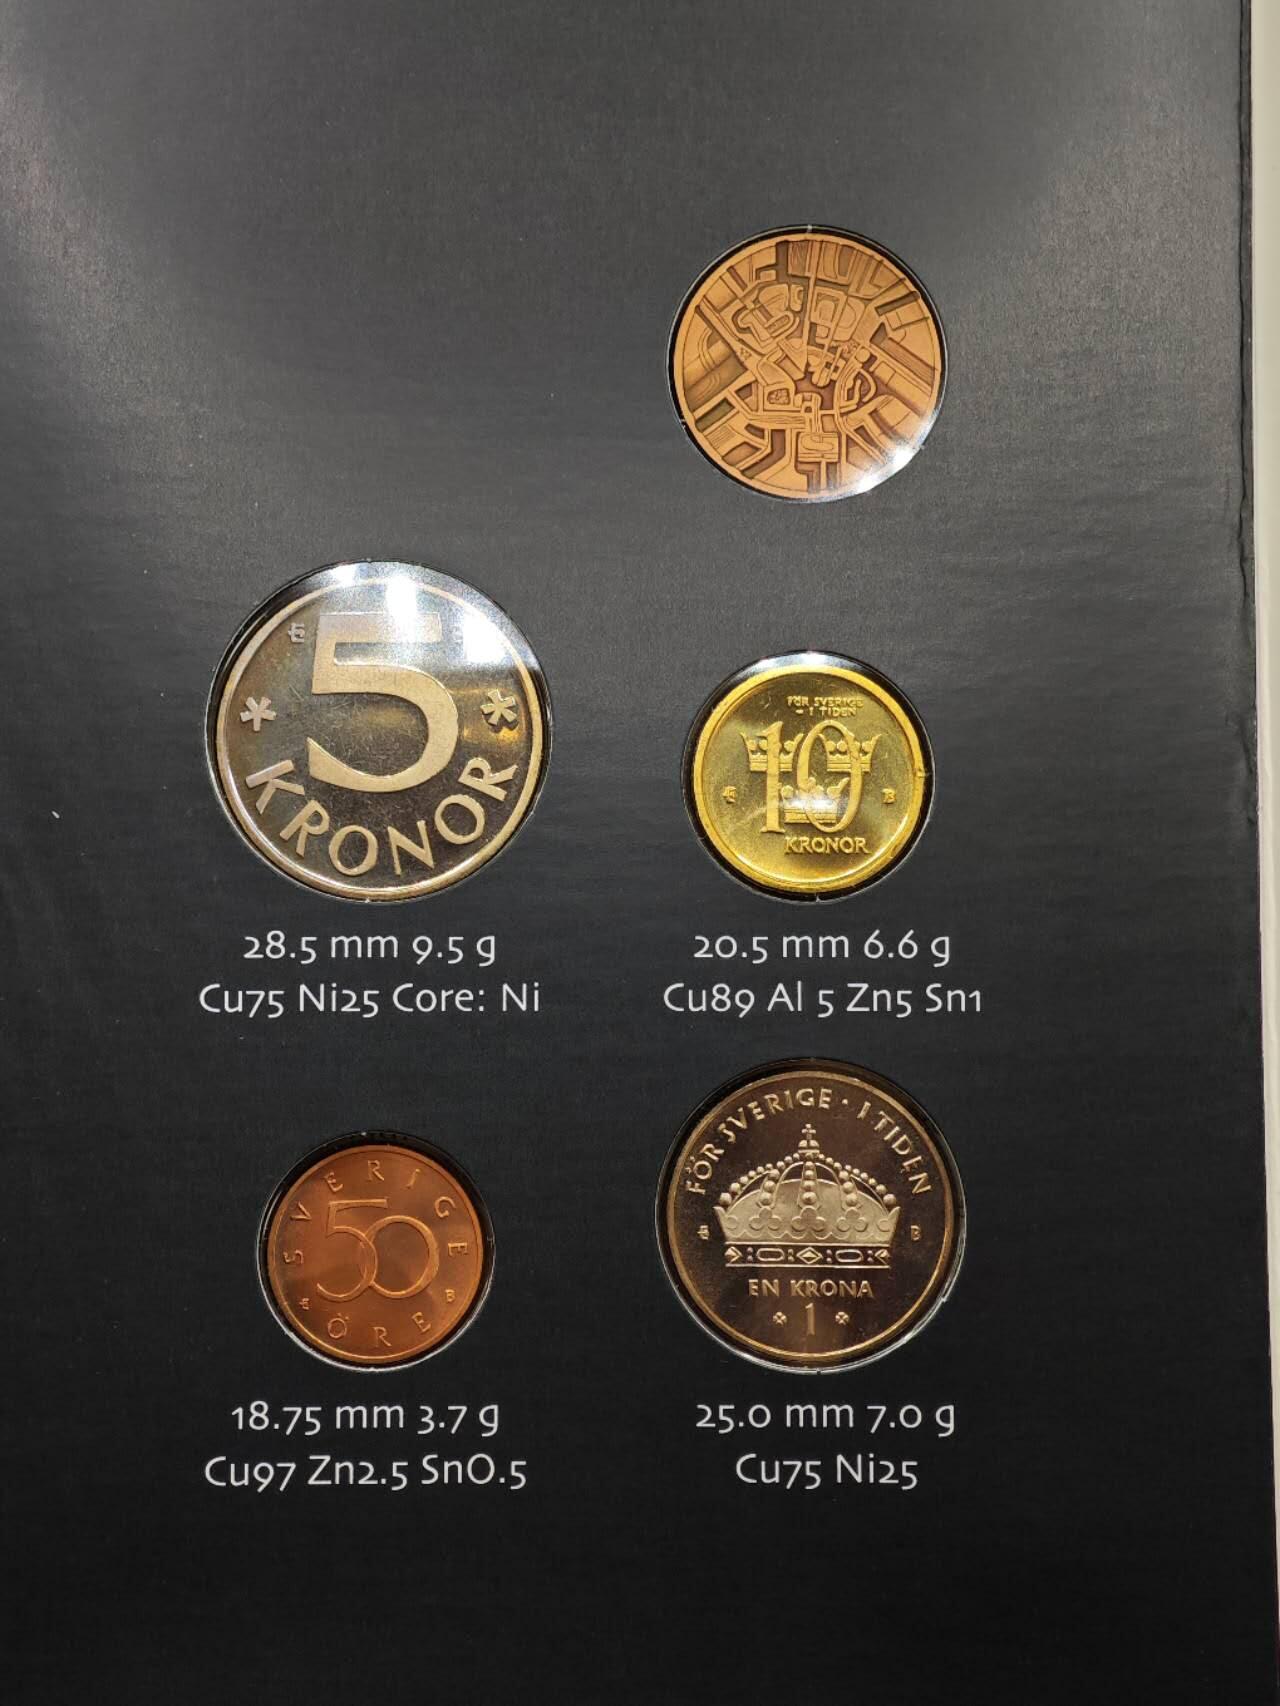 5
KRONOR
28.5 mm 9.5 g
Cu75 Ni25 Core: Ni
FÖR SVERIGE
- I TIDEN
10
B
KRONOR
20.5 mm 6.6 g
Cu89 Al 5 Zn5 Sn1
SVERIGE
50
B
ÖRE
18.75 mm 3.7 g
Cu97 Zn2.5 Sn0.5
FÖR SVERIGE · I TIDEN
B
EN KRONA
1
25.0 mm 7.0 g
Cu75 Ni25